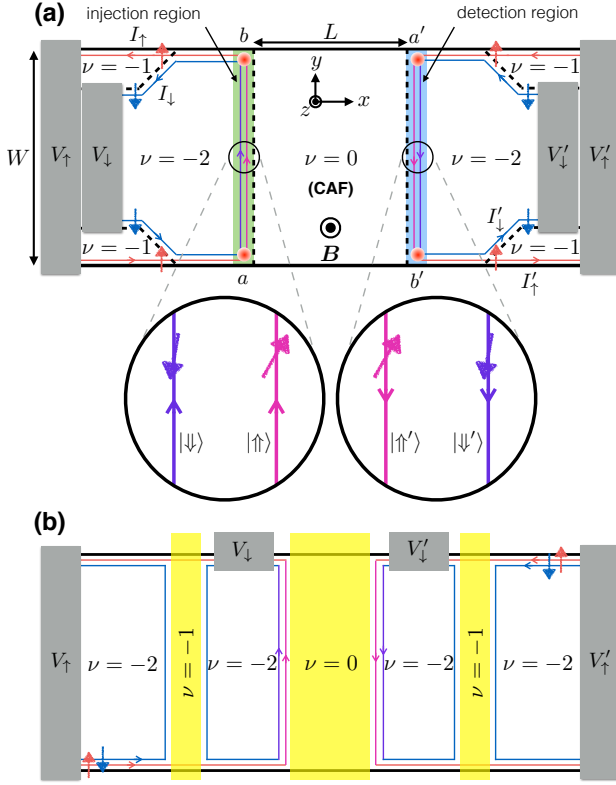 (a)
injection region
b
L
a′
detection region
I↑
ν = −1
I↓
y
z
x
ν = −1
W
V↑
V↓
ν = −2
ν = 0
(CAF)
B
ν = −2
V′↓
V′↑
ν = −1
I′↓
ν = −1
a
b′
I′↑
|⇓⟩
|⇑⟩
|⇑′⟩
|⇓′⟩
(b)
V↓
V′↓
V↑
ν = −2
ν = −1
ν = −2
ν = 0
ν = −2
ν = −1
ν = −2
V′↑